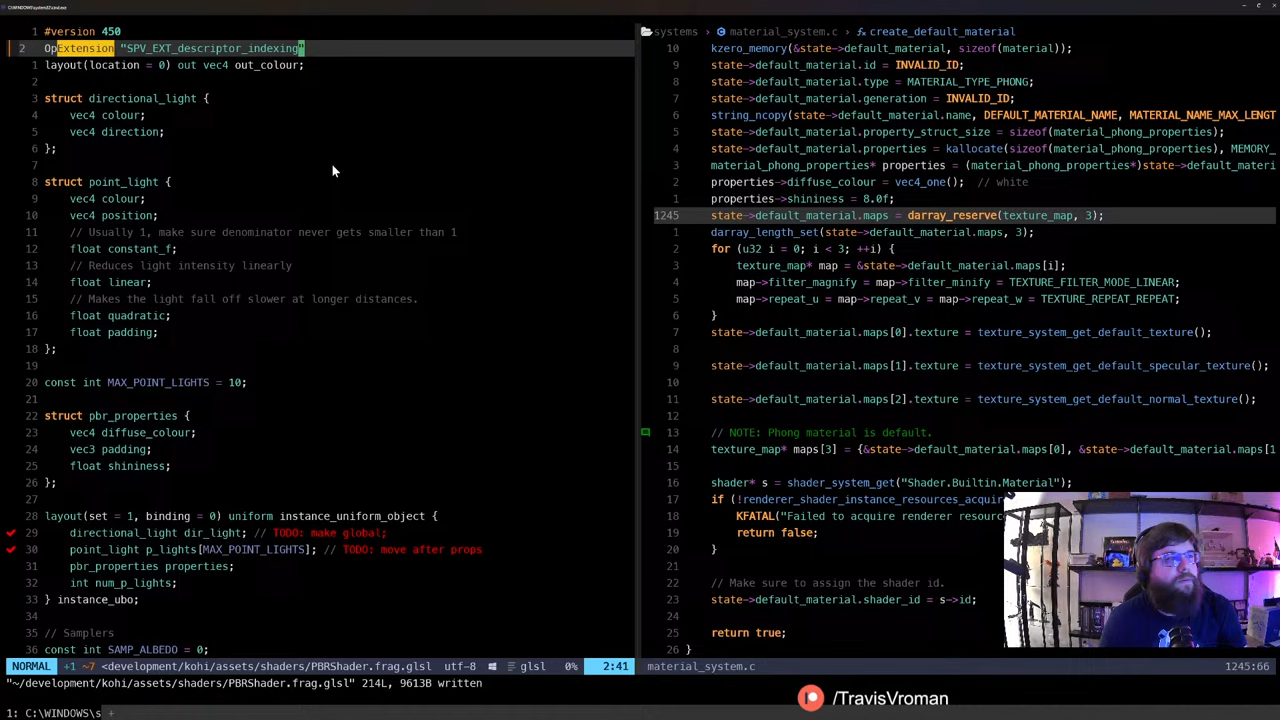 C:\WINDOWS\system32\cmd.exe
1 #version 450
2 OpExtension "SPV_EXT_descriptor_indexing"
1 layout(location = 0) out vec4 out_colour;
2
3 struct directional_light {
4 vec4 colour;
5 vec4 direction;
6 };
7
8 struct point_light {
9 vec4 colour;
10 vec4 position;
11 // Usually 1, make sure denominator never gets smaller than 1
12 float constant_f;
13 // Reduces light intensity linearly
14 float linear;
15 // Makes the light fall off slower at longer distances.
16 float quadratic;
17 float padding;
18 };
19
20 const int MAX_POINT_LIGHTS = 10;
21
22 struct pbr_properties {
23 vec4 diffuse_colour;
24 vec3 padding;
25 float shininess;
26 };
27
28 layout(set = 1, binding = 0) uniform instance_uniform_object {
29 directional_light dir_light; // TODO: make global;
30 point_light p_lights[MAX_POINT_LIGHTS]; // TODO: move after props
31 pbr_properties properties;
32 int num_p_lights;
33 } instance_ubo;
34
35 // Samplers
36 const int SAMP_ALBEDO = 0;
NORMAL +1 ~7 <development/kohi/assets/shaders/PBRShader.frag.glsl utf-8 glsl 0% 2:41
"~/development/kohi/assets/shaders/PBRShader.frag.glsl" 214L, 9613B written
1: C:\WINDOWS\s +
systems material_system.c create_default_material
10 kzero_memory(&state->default_material, sizeof(material));
9 state->default_material.id = INVALID_ID;
8 state->default_material.type = MATERIAL_TYPE_PHONG;
7 state->default_material.generation = INVALID_ID;
6 string_ncopy(state->default_material.name, DEFAULT_MATERIAL_NAME, MATERIAL_NAME_MAX_LENGT
5 state->default_material.property_struct_size = sizeof(material_phong_properties);
4 state->default_material.properties = kallocate(sizeof(material_phong_properties), MEMORY_
3 material_phong_properties* properties = (material_phong_properties*)state->default_materi
2 properties->diffuse_colour = vec4_one(); // white
1 properties->shininess = 8.0f;
1245 state->default_material.maps = darray_reserve(texture_map, 3);
1 darray_length_set(state->default_material.maps, 3);
2 for (u32 i = 0; i < 3; ++i) {
3 texture_map* map = &state->default_material.maps[i];
4 map->filter_magnify = map->filter_minify = TEXTURE_FILTER_MODE_LINEAR;
5 map->repeat_u = map->repeat_v = map->repeat_w = TEXTURE_REPEAT_REPEAT;
6 }
7 state->default_material.maps[0].texture = texture_system_get_default_texture();
8
9 state->default_material.maps[1].texture = texture_system_get_default_specular_texture();
10
11 state->default_material.maps[2].texture = texture_system_get_default_normal_texture();
12
13 // NOTE: Phong material is default.
14 texture_map* maps[3] = {&state->default_material.maps[0], &state->default_material.maps[1
15
16 shader* s = shader_system_get("Shader.Builtin.Material");
17 if (!renderer_shader_instance_resources_acqui
18 KFATAL("Failed to acquire renderer resourc
19 return false;
20 }
21
22 // Make sure to assign the shader id.
23 state->default_material.shader_id = s->id;
24
25 return true;
26 }
material_system.c 1245:66
/TravisVroman